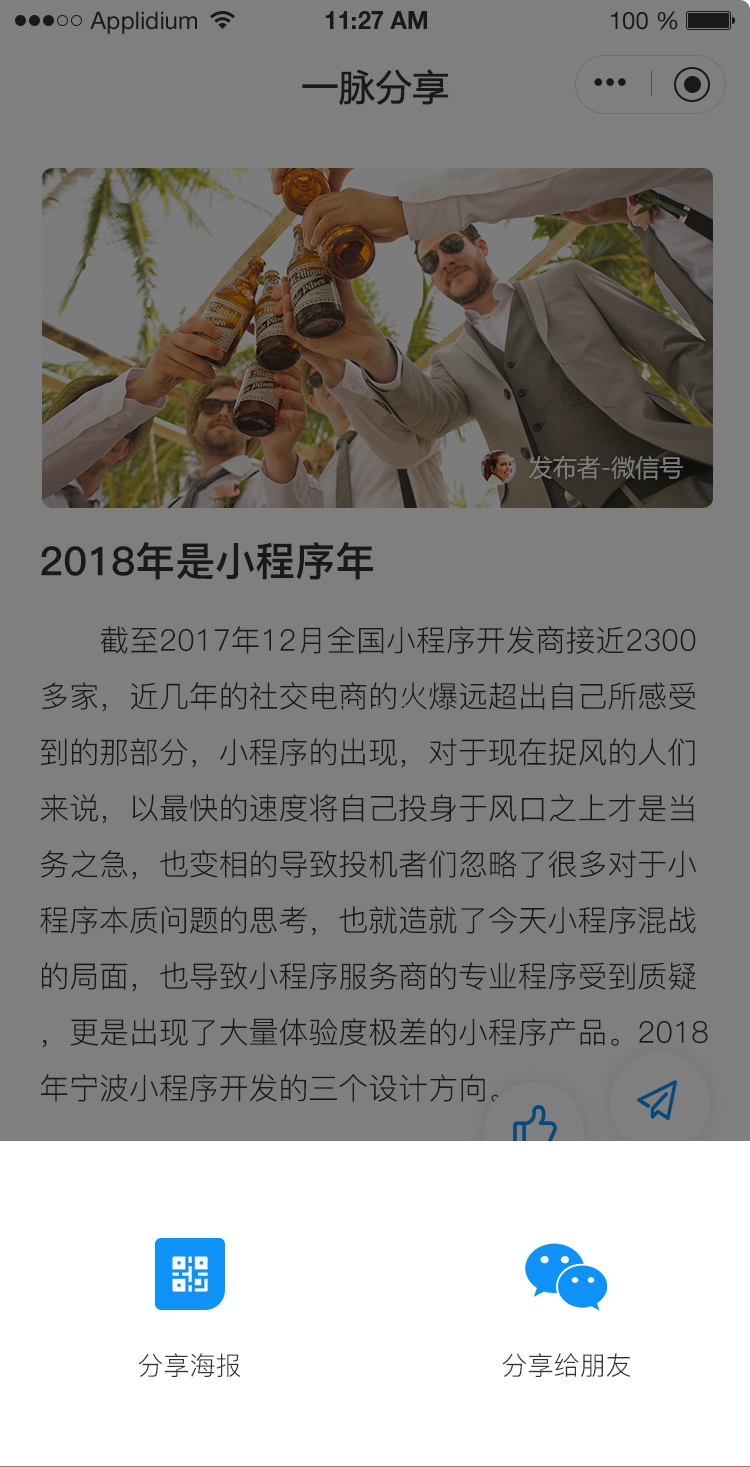 Applidium 11:27 AM 100 %
一脉分享
发布者-微信号
2018年是小程序年
截至2017年12月全国小程序开发商接近2300
多家，近几年的社交电商的火爆远超出自己所感受
到的那部分，小程序的出现，对于现在捉风的人们
来说，以最快的速度将自己投身于风口之上才是当
务之急，也变相的导致投机者们忽略了很多对于小
程序本质问题的思考，也就造就了今天小程序混战
的局面，也导致小程序服务商的专业程序受到质疑
，更是出现了大量体验度极差的小程序产品。2018
年宁波小程序开发的三个设计方向。
分享海报
分享给朋友